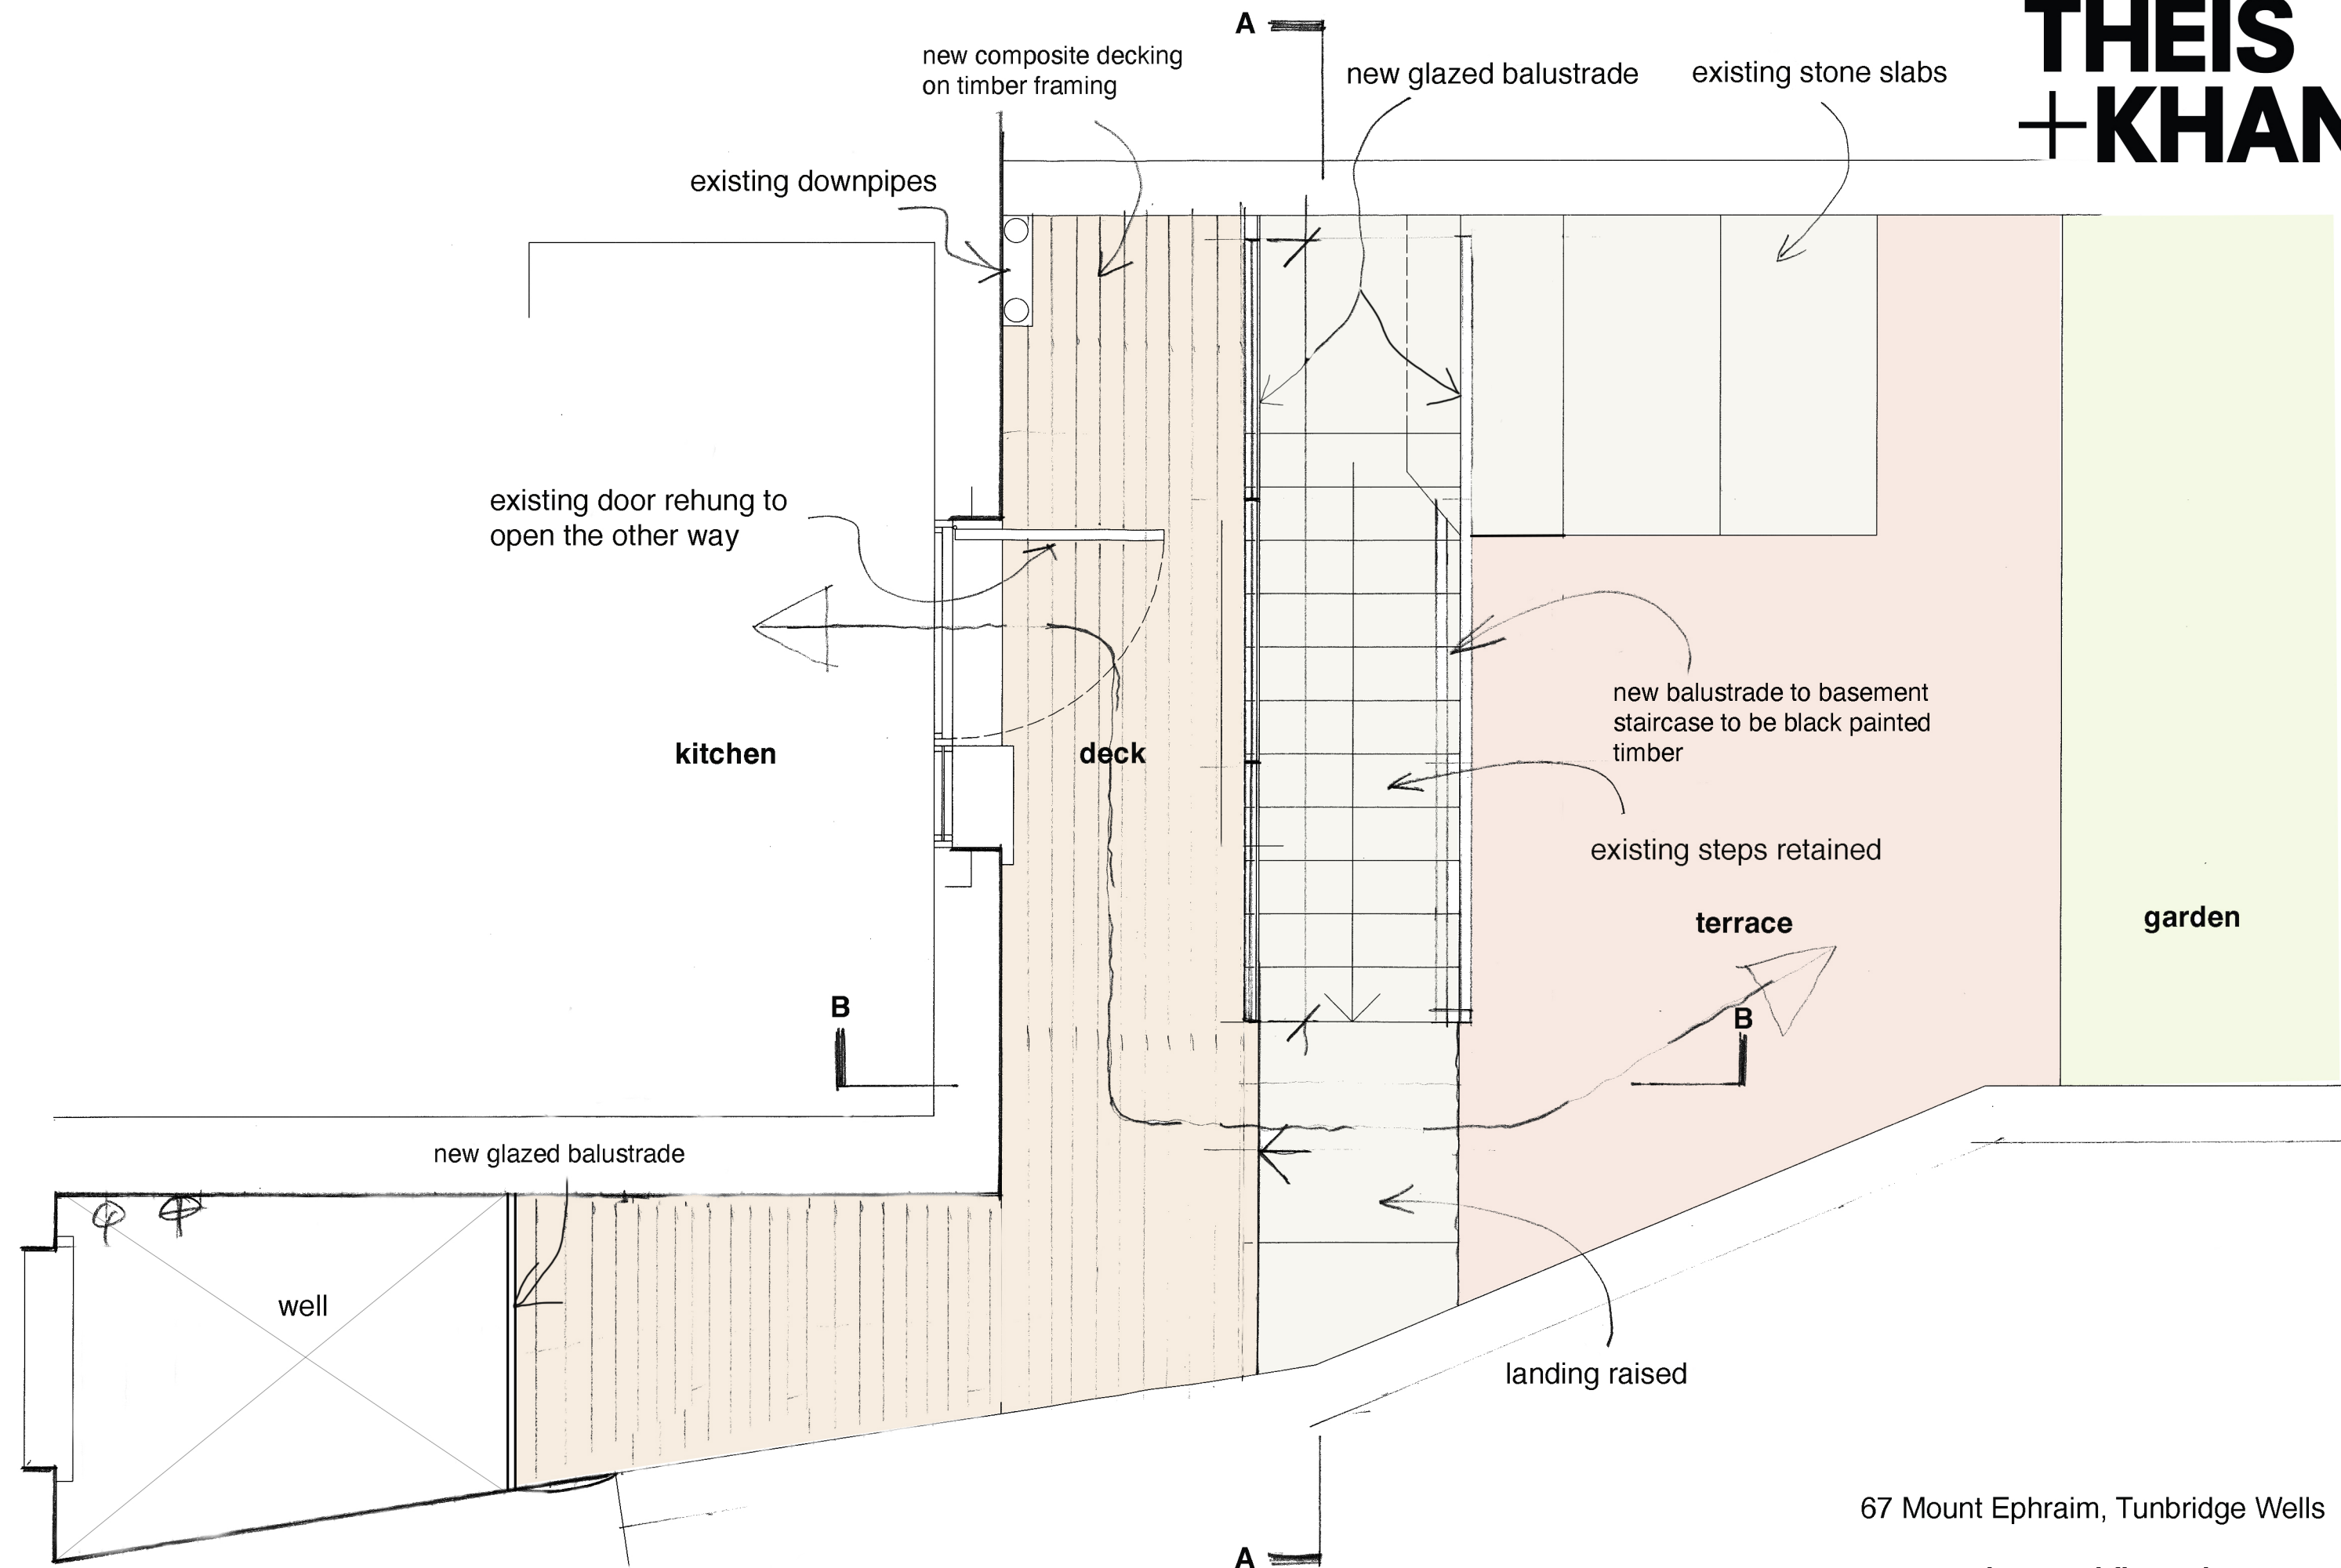 THEIS
+KHAN
A
new composite decking
on timber framing
new glazed balustrade
existing stone slabs
existing downpipes
existing door rehung to
open the other way
new balustrade to basement
staircase to be black painted
timber
kitchen
deck
existing steps retained
terrace
garden
B
B
new glazed balustrade
well
landing raised
67 Mount Ephraim, Tunbridge Wells
A